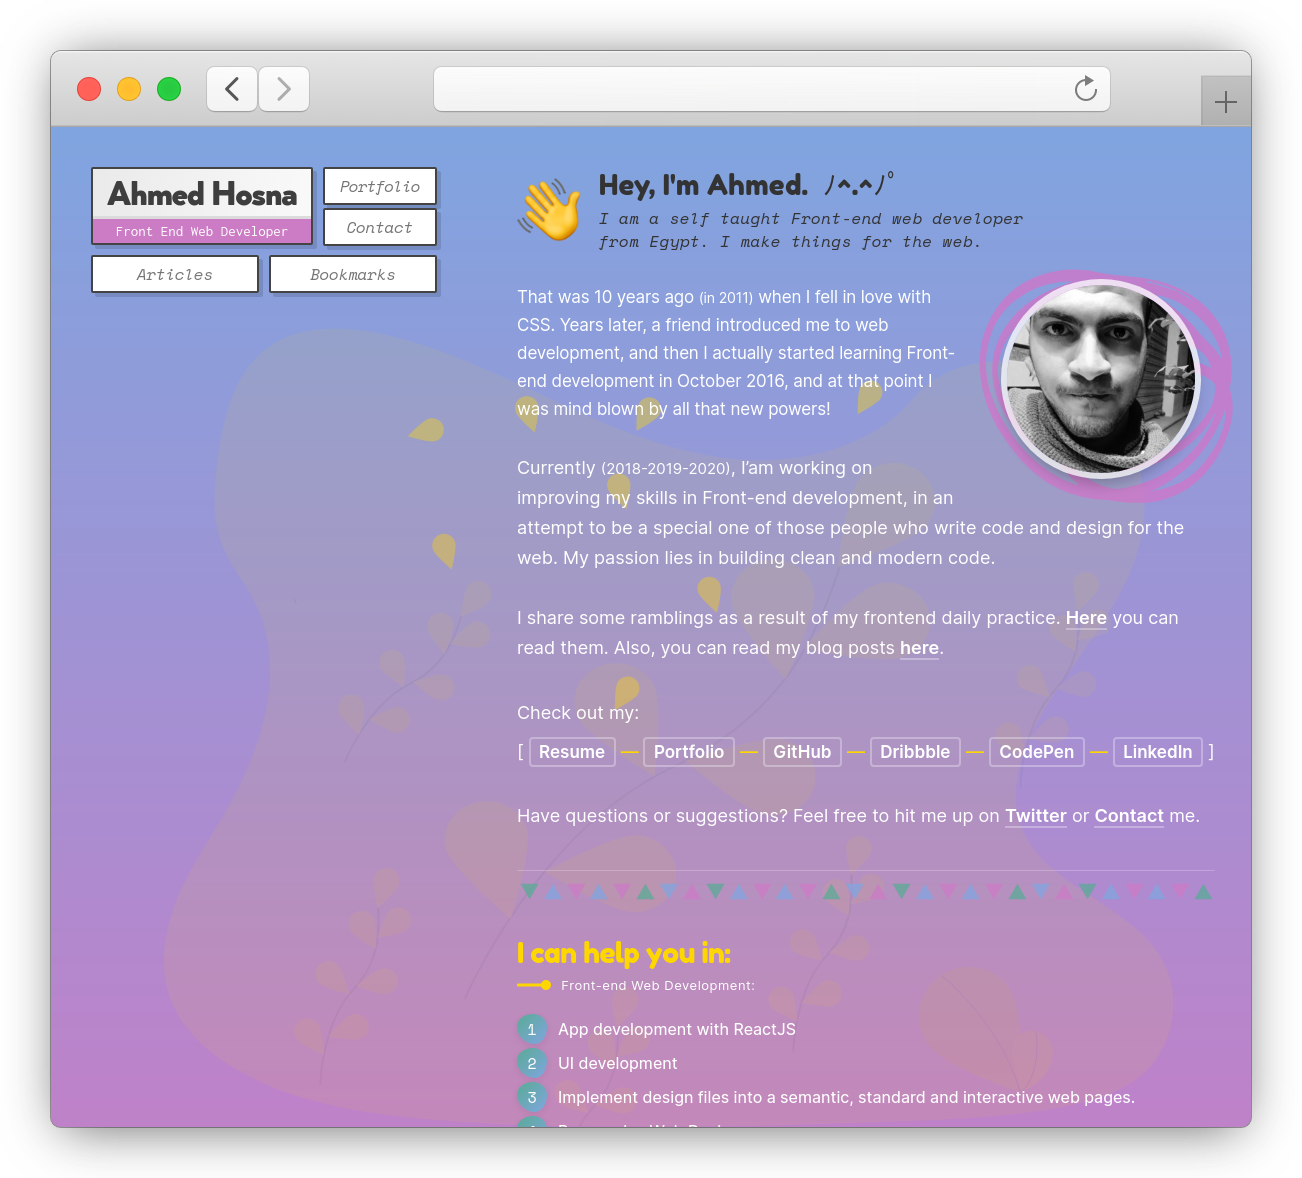 Ahmed Hosna
Front End Web Developer
Portfolio
Contact
Articles
Bookmarks
Hey, I'm Ahmed. ﾉ^.^ﾉﾟ
I am a self taught Front-end web developer
from Egypt. I make things for the web.
That was 10 years ago (in 2011) when I fell in love with
CSS. Years later, a friend introduced me to web
development, and then I actually started learning Front-
end development in October 2016, and at that point I
was mind blown by all that new powers!
Currently (2018-2019-2020), I’am working on
improving my skills in Front-end development, in an
attempt to be a special one of those people who write code and design for the
web. My passion lies in building clean and modern code.
I share some ramblings as a result of my frontend daily practice. Here you can
read them. Also, you can read my blog posts here.
Check out my:
[ Resume — Portfolio — GitHub — Dribbble — CodePen — LinkedIn ]
Have questions or suggestions? Feel free to hit me up on Twitter or Contact me.
I can help you in:
Front-end Web Development:
1 App development with ReactJS
2 UI development
3 Implement design files into a semantic, standard and interactive web pages.